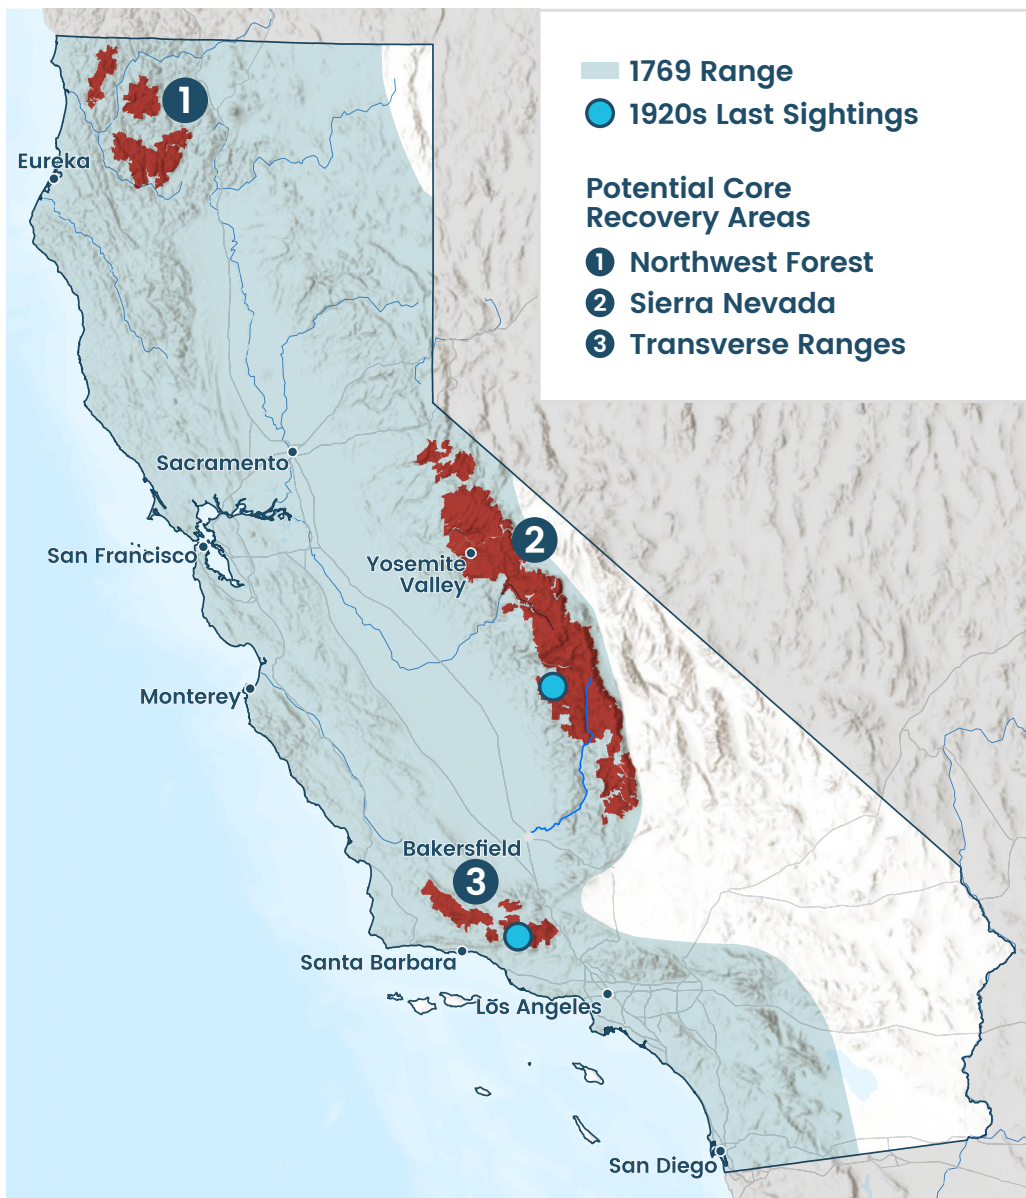 1769 Range
1920s Last Sightings
Potential Core
Recovery Areas
1 Northwest Forest
2 Sierra Nevada
3 Transverse Ranges
1
Eureka
Sacramento
San Francisco
2
Yosemite
Valley
Monterey
Bakersfield
3
Santa Barbara
Los Angeles
San Diego